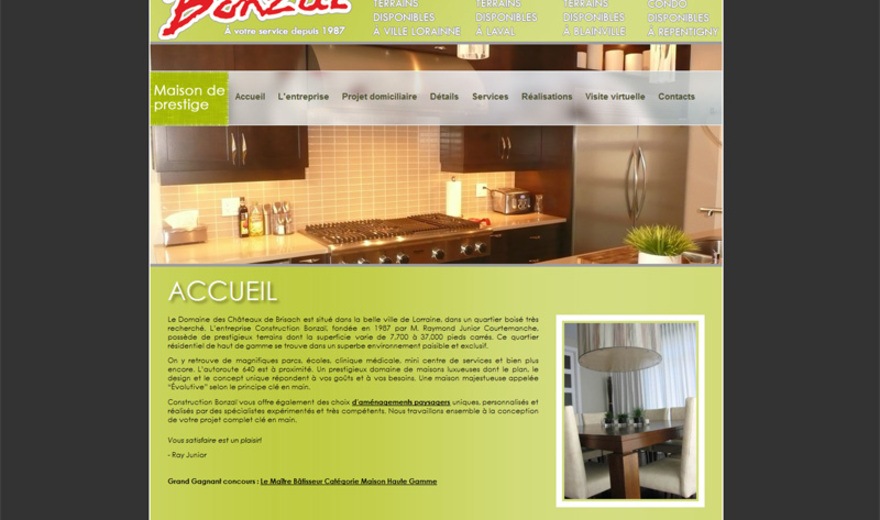 Bonzaï
À votre service depuis 1987
TERRAINS
DISPONIBLES
À VILLE LORAINNE
TERRAINS
DISPONIBLES
À LAVAL
TERRAINS
DISPONIBLES
À BLAINVILLE
CONDO
DISPONIBLES
À REPENTIGNY
Maison de
prestige
Accueil L'entreprise Projet domiciliaire Détails Services Réalisations Visite virtuelle Contacts
ACCUEIL
Le Domaine des Châteaux de Brisach est situé dans la belle ville de Lorraine, dans un quartier boisé très
recherché. L'entreprise Construction Bonzaï, fondée en 1987 par M. Raymond Junior Courtemanche,
possède de prestigieux terrains dont la superficie varie de 7,700 à 37,000 pieds carrés. Ce quartier
résidentiel de haut de gamme se trouve dans un superbe environnement paisible et exclusif.
On y retrouve de magnifiques parcs, écoles, clinique médicale, mini centre de services et bien plus
encore. L'autoroute 640 est à proximité. Un prestigieux domaine de maisons luxueuses dont le plan, le
design et le concept unique répondent à vos goûts et à vos besoins. Une maison majestueuse appelée
"Évolutive" selon le principe clé en main.
Construction Bonzaï vous offre également des choix d'aménagements paysagers uniques, personnalisés et
réalisés par des spécialistes expérimentés et très compétents. Nous travaillons ensemble à la conception
de votre projet complet clé en main.
Vous satisfaire est un plaisir!
- Ray Junior
Grand Gagnant concours : Le Maître Bâtisseur Catégorie Maison Haute Gamme